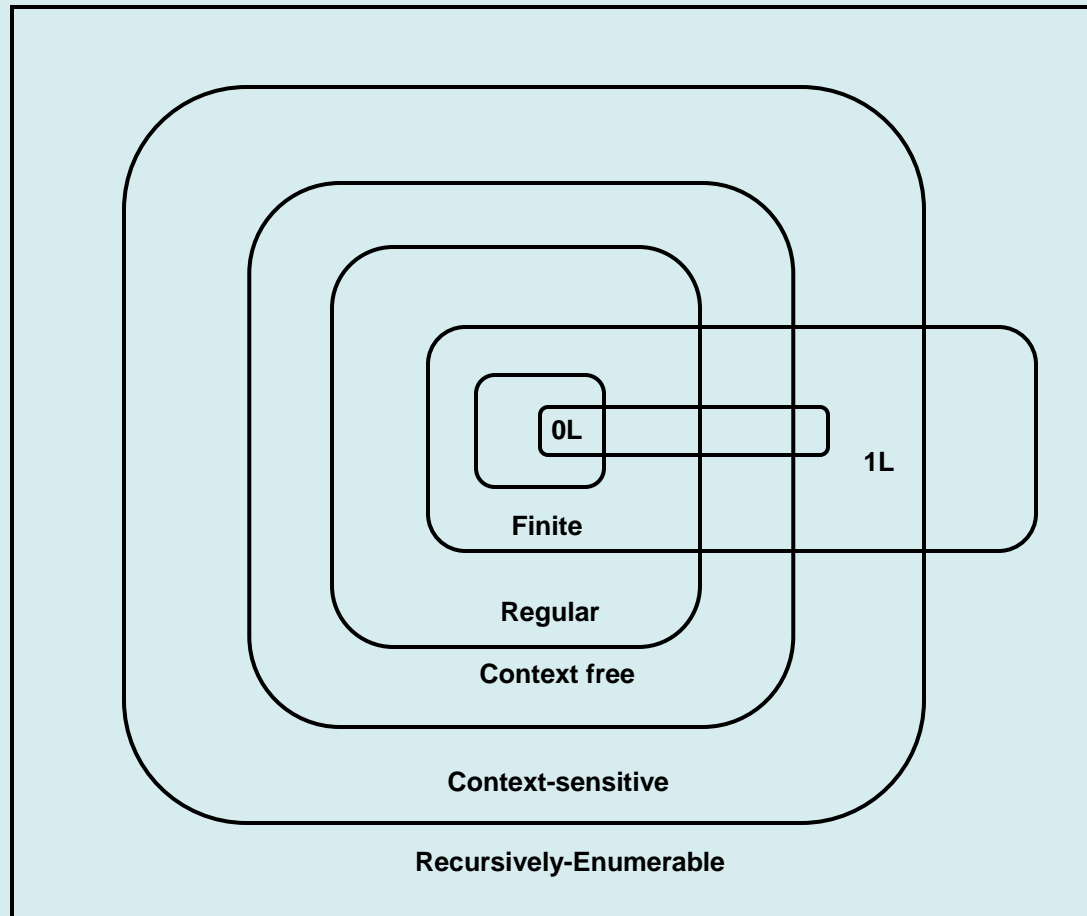 0L
1L
Finite
Regular
Context free
Context-sensitive
Recursively-Enumerable